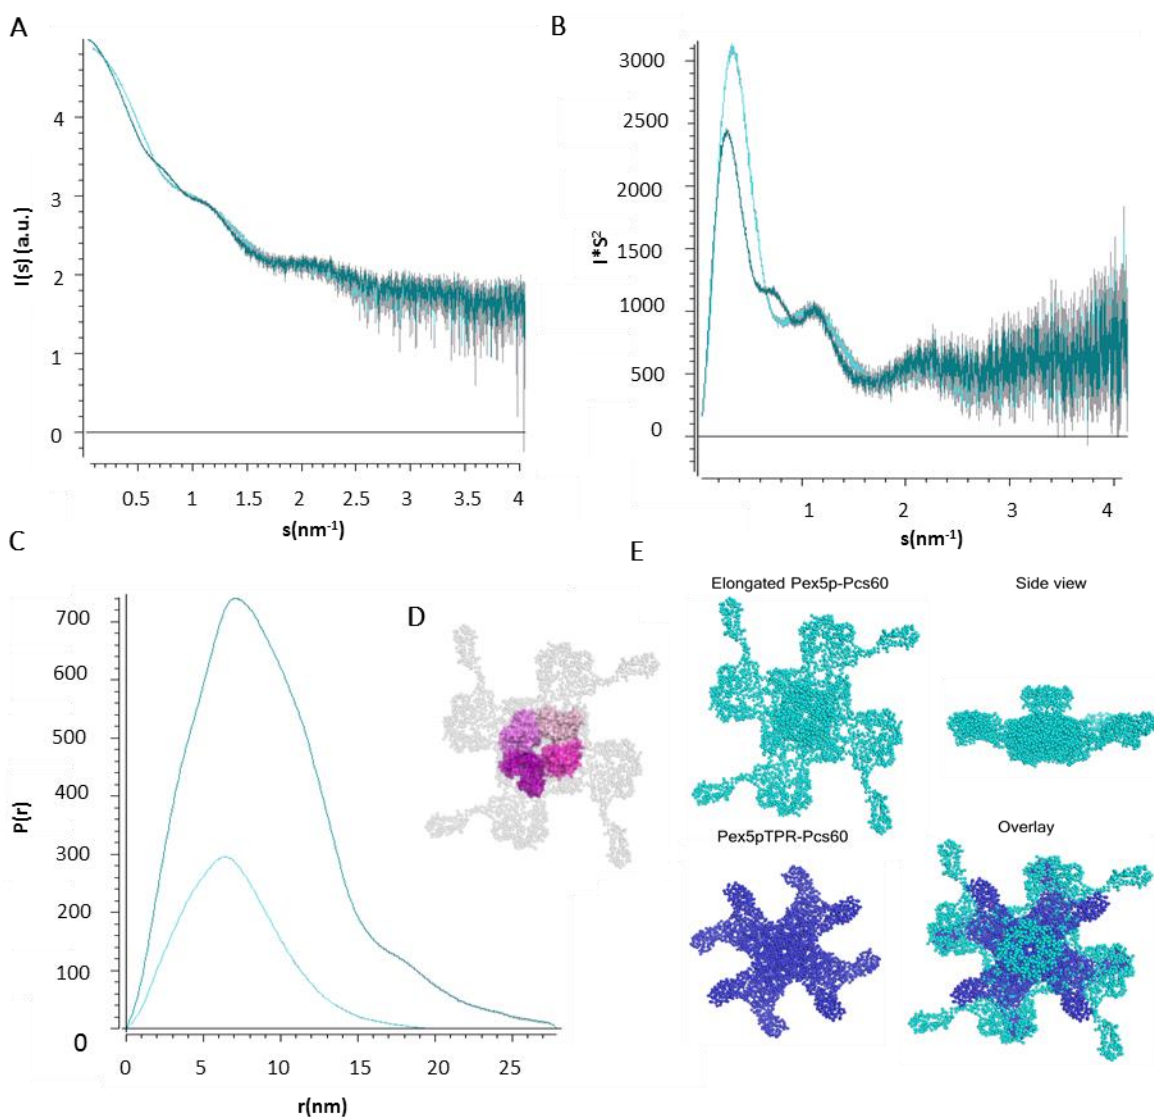 A
4
3
2
1
0
I(s) (a.u.)
0.5 1 1.5 2 2.5 3 3.5 4
s(nm⁻¹)
B
3000
2500
2000
1500
1000
500
0
I*S²
1 2 3 4
s(nm⁻¹)
C
700
600
500
400
300
200
100
0
P(r)
0 5 10 15 20 25
r(nm)
D
E
Elongated Pex5p-Pcs60
Side view
Pex5pTPR-Pcs60
Overlay